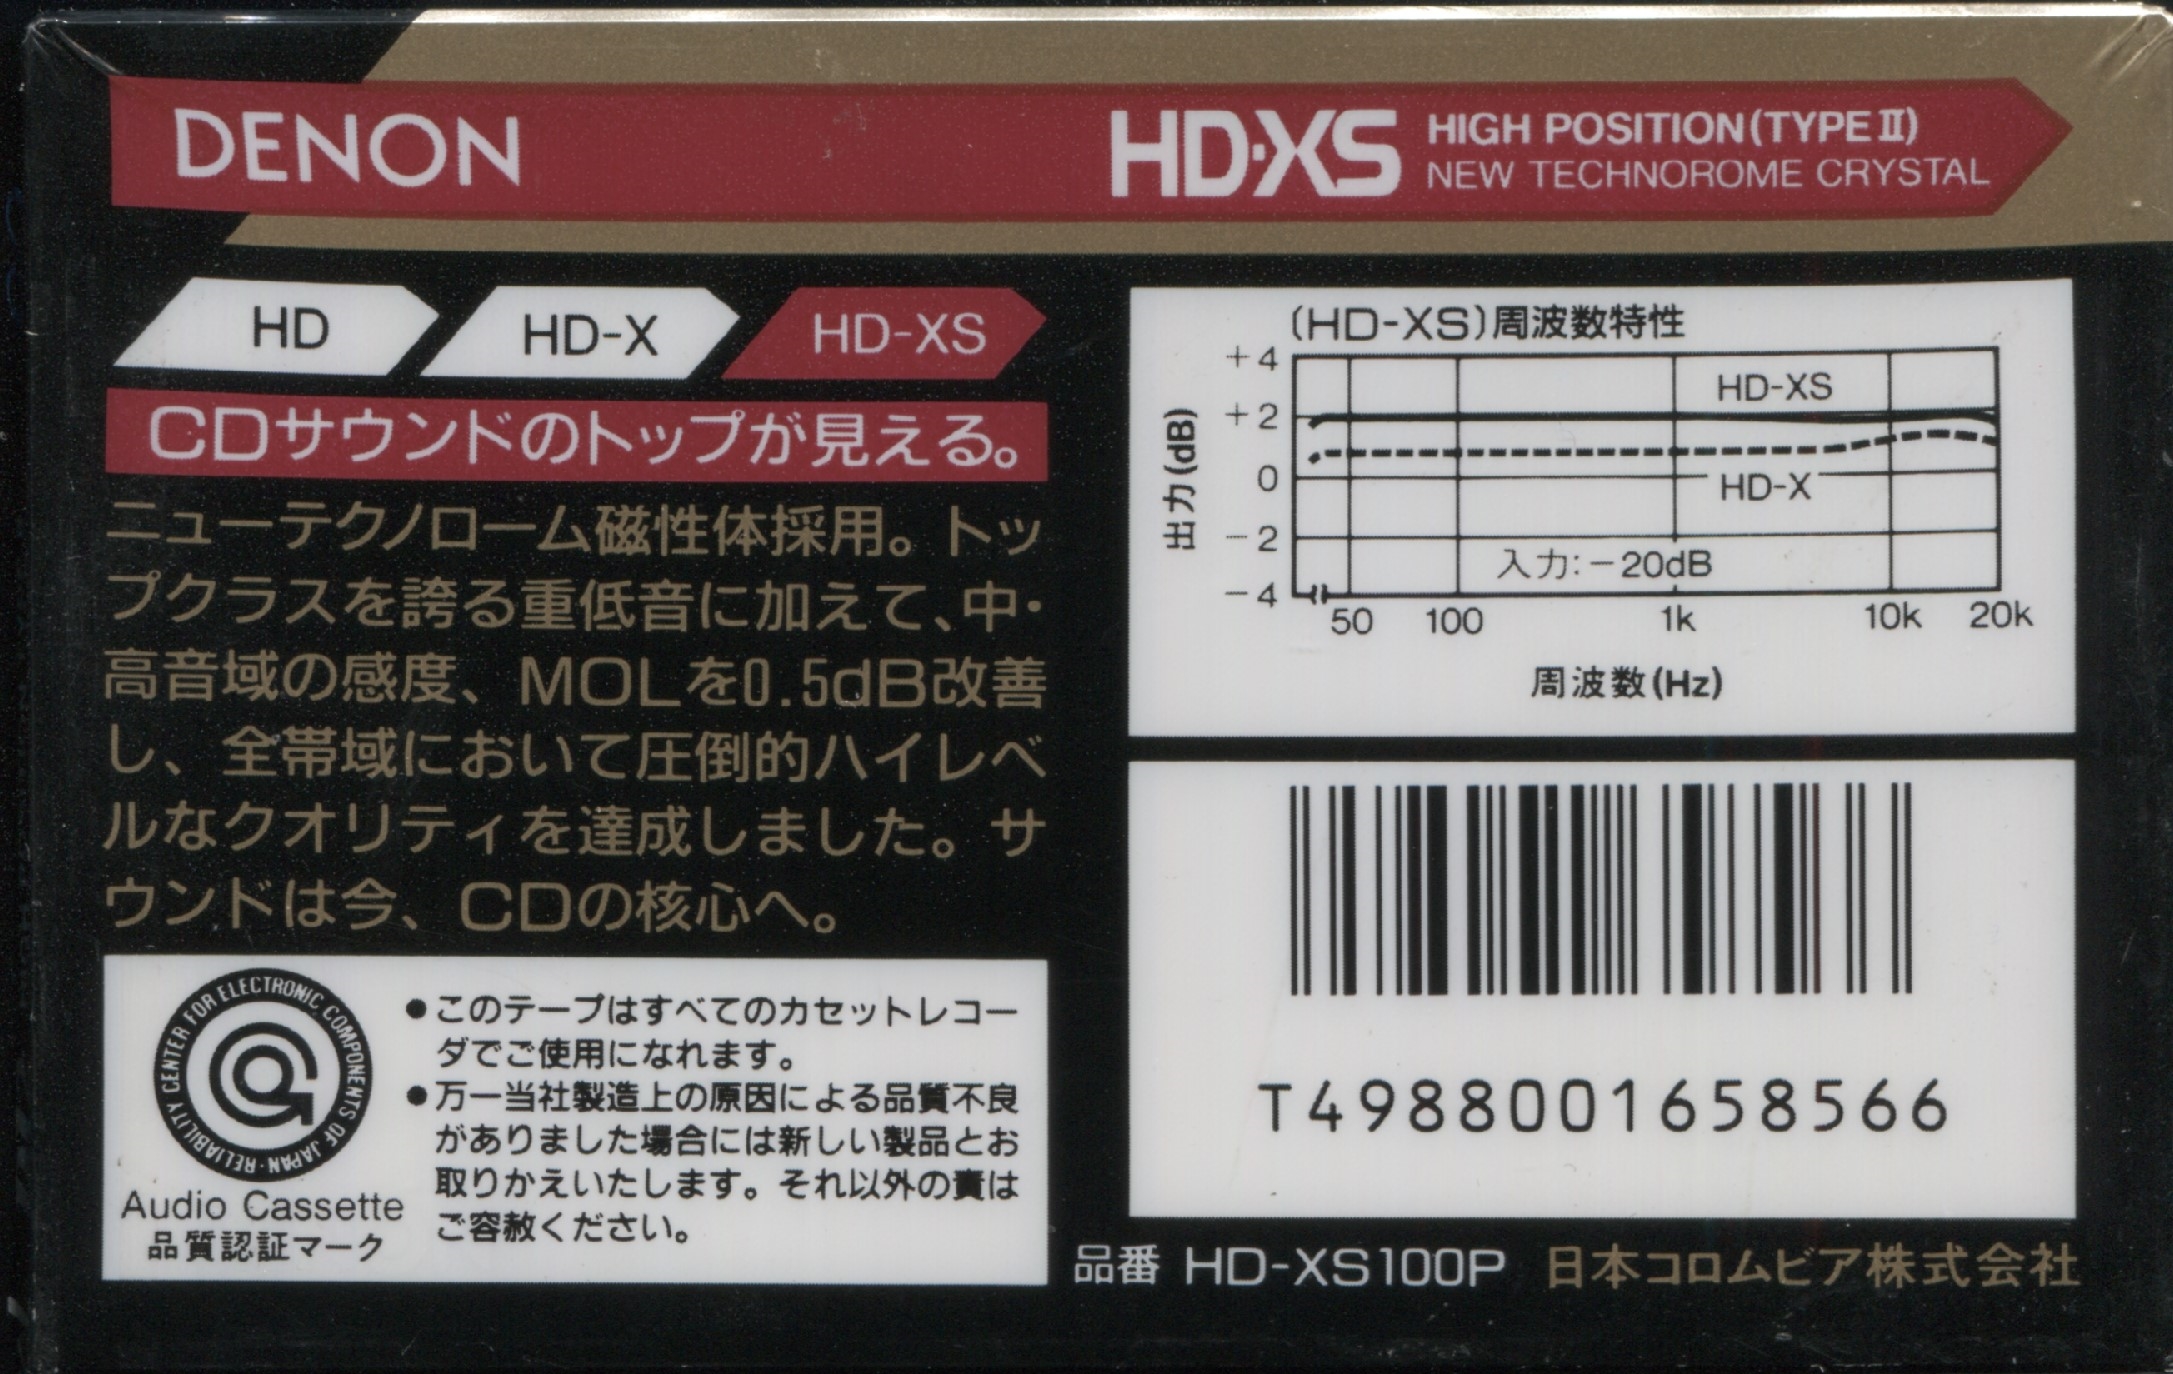 DENON
HD·XS
HIGH POSITION(TYPE II)
NEW TECHNOROME CRYSTAL
HD
HD-X
HD-XS
CDサウンドのトップが見える。
ニューテクノローム磁性体採用。トッ
プクラスを誇る重低音に加えて、中・
高音域の感度、MOLを0.5dB改善
し、全帯域において圧倒的ハイレベ
ルなクオリティを達成しました。サ
ウンドは今、CDの核心へ。
RELIABILITY CENTER FOR ELECTRONIC COMPONENTS OF JAPAN・
Audio Cassette
品質認証マーク
●このテープはすべてのカセットレコー
ダでご使用になれます。
●万一当社製造上の原因による品質不良
がありました場合には新しい製品とお
取りかえいたします。それ以外の責は
ご容赦ください。
(HD-XS)周波数特性
出力(dB)
+4
+2
0
-2
-4
HD-XS
HD-X
入力:-20dB
50 100 1k 10k 20k
周波数(Hz)
T4988001658566
品番 HD-XS100P 日本コロムビア株式会社